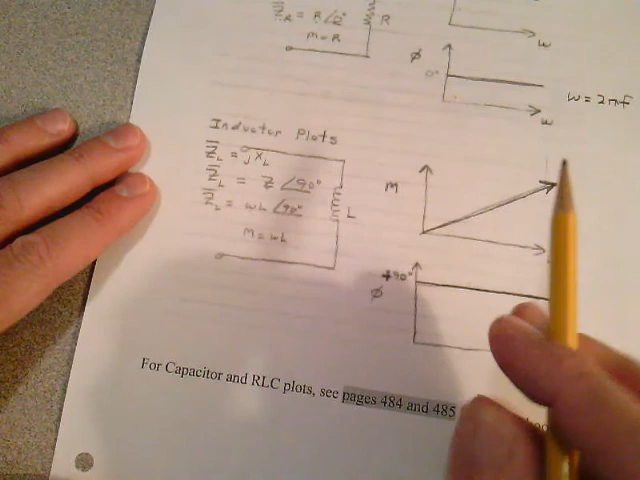 Z̅R = R∠0°
R
M = R
ω
ϕ
0°
ω = 2πf
ω
Inductor Plots
Z̅L = jXL
Z̅L = Z ∠90°
Z̅L = ωL ∠90°
L
M = ωL
M
+90°
ϕ
For Capacitor and RLC plots, see pages 484 and 485